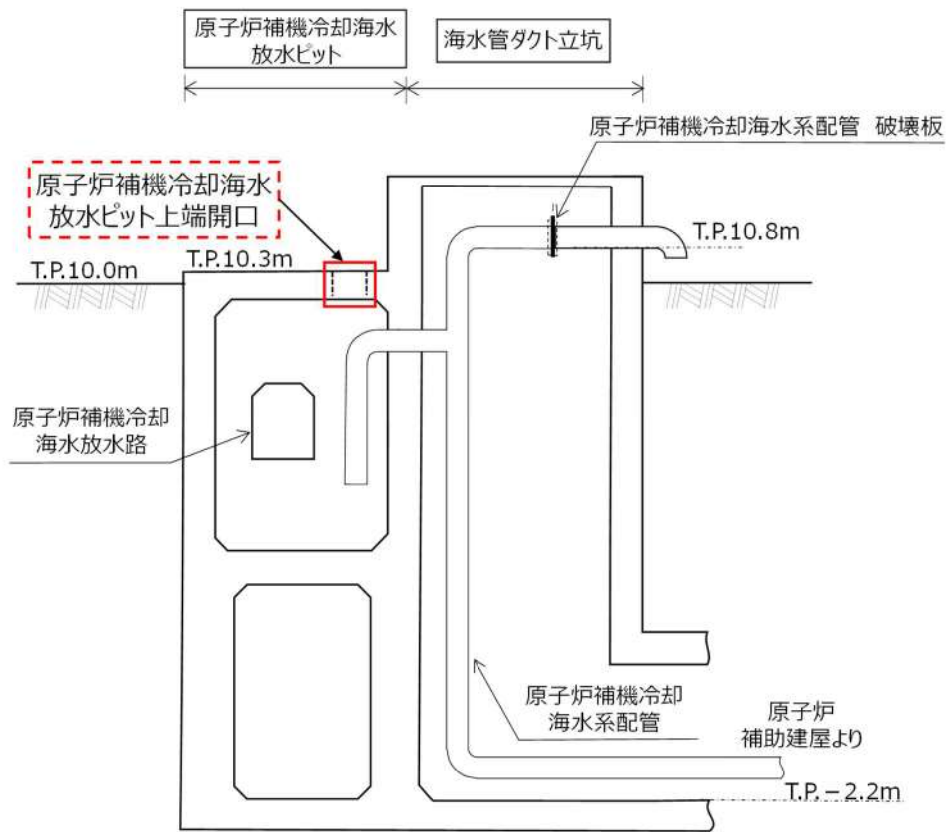 原子炉補機冷却海水
放水ピット
海水管ダクト立坑
原子炉補機冷却海水系配管 破壊板
原子炉補機冷却海水
放水ピット上端開口
T.P.10.0m
T.P.10.3m
T.P.10.8m
原子炉補機冷却
海水放水路
原子炉補機冷却
海水系配管
原子炉
補助建屋より
T.P.－2.2m